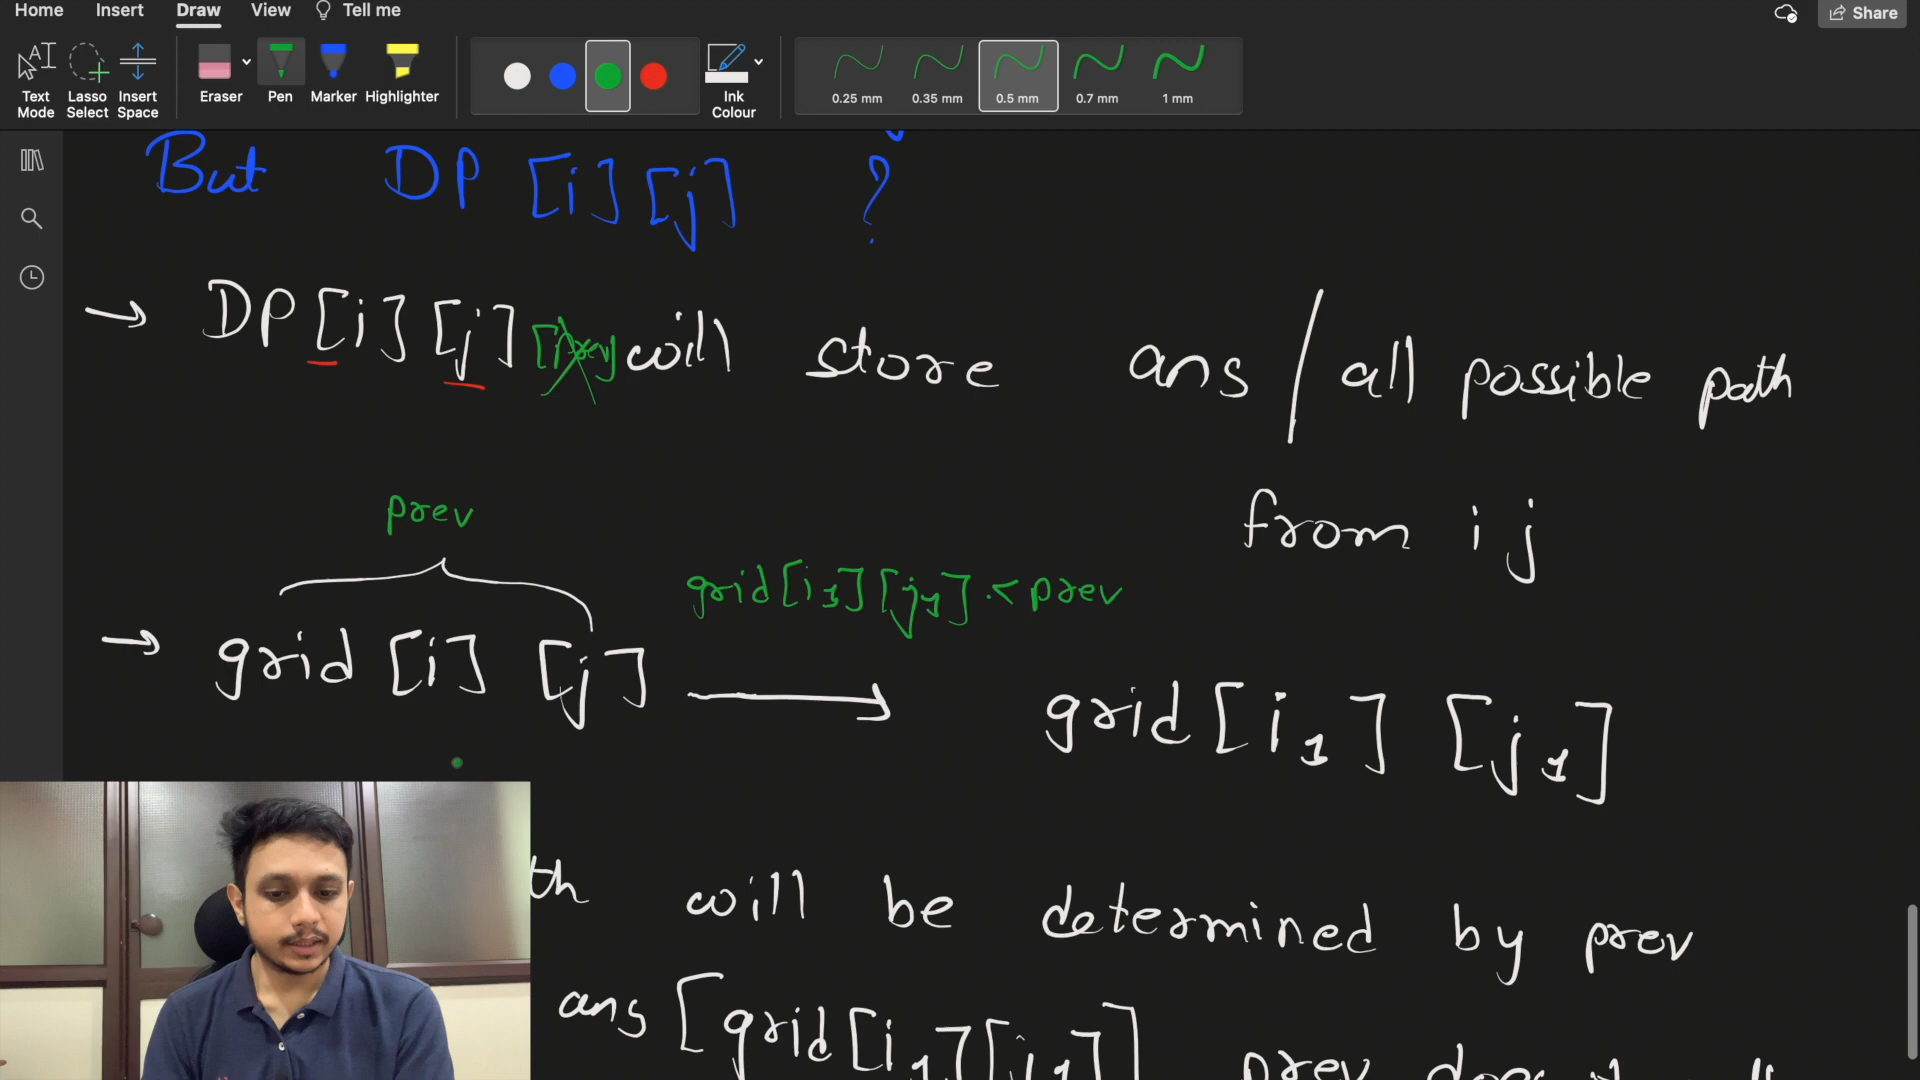 Home Insert Draw View Tell me Share
Text Mode Lasso Select Insert Space Eraser Pen Marker Highlighter Ink Colour 0.25 mm 0.35 mm 0.5 mm 0.7 mm 1 mm
But DP [i] [j] ?
→ DP [i] [j] [prev] will store ans / all possible path
from i j
prev
grid [i1] [j1] < prev
→ grid [i] [j] → grid [i1] [j1]
th will be determined by prev
ans [grid [i1] [j1]] prev